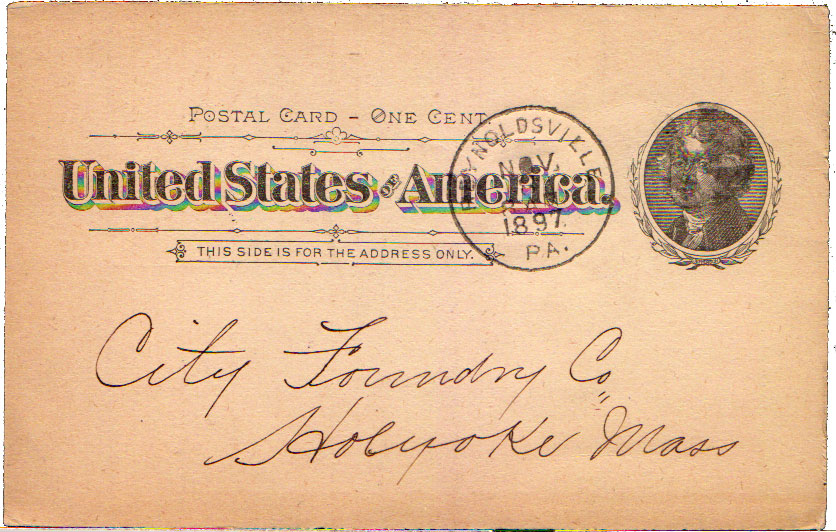 POSTAL CARD - ONE CENT.
United States OF America.
THIS SIDE IS FOR THE ADDRESS ONLY.
YNOLDSVILLE
NOV.
1897
PA.
City Foundry Co
Holyoke Mass